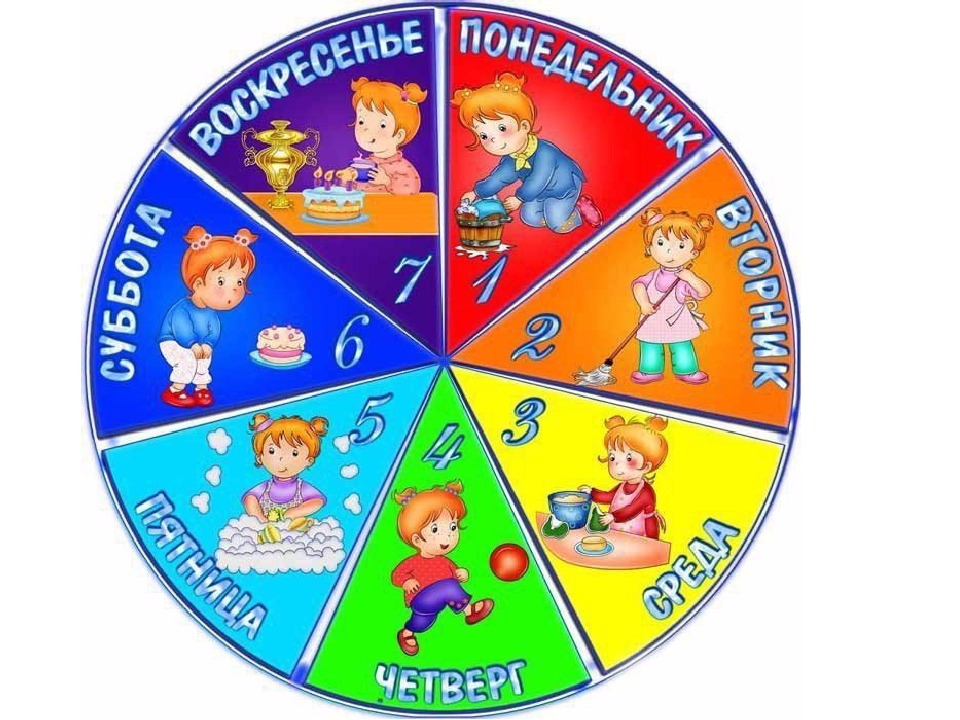 ПОНЕДЕЛЬНИК
1
ВТОРНИК
2
СРЕДА
3
ЧЕТВЕРГ
4
ПЯТНИЦА
5
СУББОТА
6
ВОСКРЕСЕНЬЕ
7